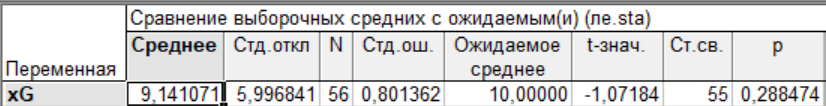 Сравнение выборочных средних с ожидаемым(и) (ле.sta)
Переменная Среднее Стд.откл N Стд.ош. Ожидаемое среднее t-знач. Ст.св. p
xG 9,141071 5,996841 56 0,801362 10,00000 -1,07184 55 0,288474